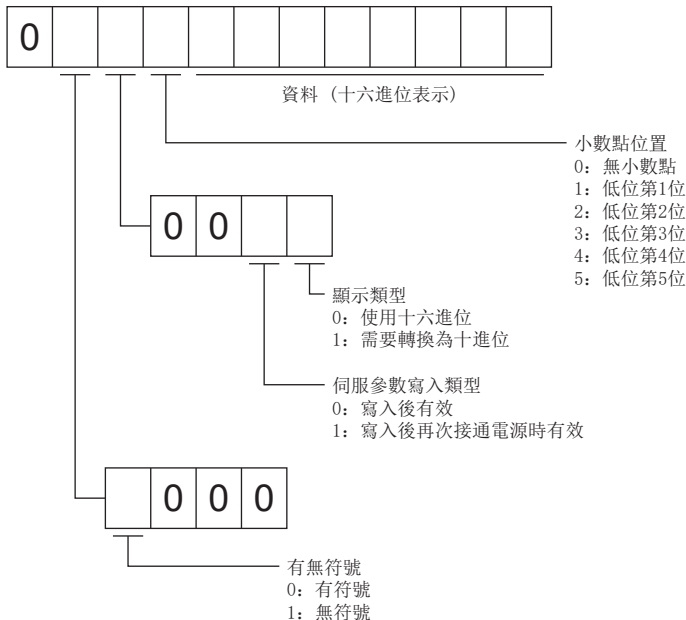 0
資料 (十六進位表示)
小數點位置
0: 無小數點
1: 低位第1位
2: 低位第2位
3: 低位第3位
4: 低位第4位
5: 低位第5位
0 0
顯示類型
0: 使用十六進位
1: 需要轉換為十進位
伺服參數寫入類型
0: 寫入後有效
1: 寫入後再次接通電源時有效
0 0 0
有無符號
0: 有符號
1: 無符號